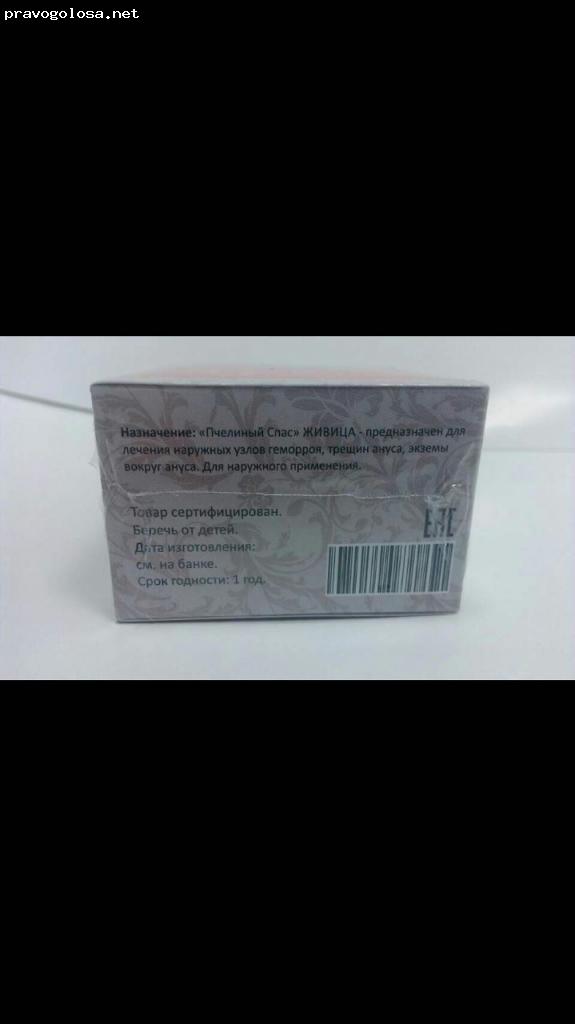 pravogolosa.net
Назначение: «Пчелиный Спас» ЖИВИЦА - предназначен для
лечения наружных узлов геморроя, трещин ануса, экземы
вокруг ануса. Для наружного применения.
Товар сертифицирован.
Беречь от детей.
Дата изготовления:
см. на банке.
Срок годности: 1 год.
EAC